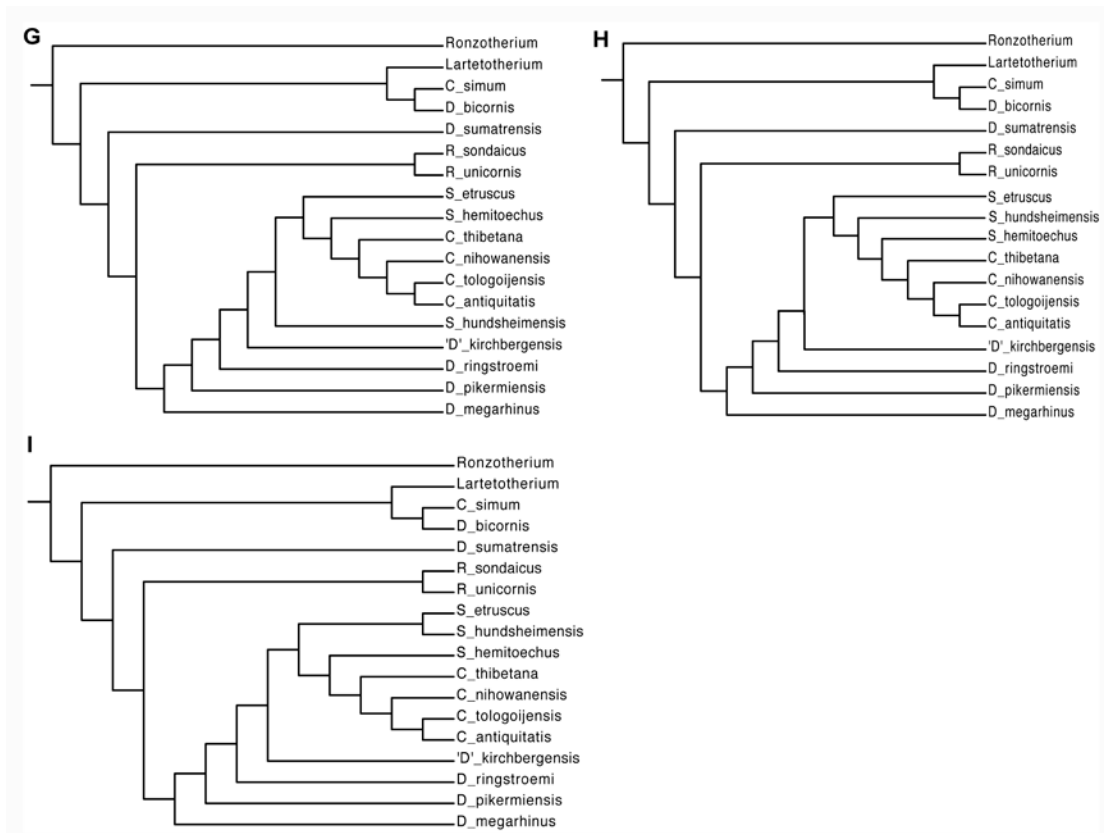 G
Ronzotherium
Lartetotherium
C_simum
D_bicornis
D_sumatrensis
R_sondaicus
R_unicornis
S_etruscus
S_hemitoechus
C_thibetana
C_nihowanensis
C_tologoijensis
C_antiquitatis
S_hundsheimensis
'D'_kirchbergensis
D_ringstroemi
D_pikermiensis
D_megarhinus
H
Ronzotherium
Lartetotherium
C_simum
D_bicornis
D_sumatrensis
R_sondaicus
R_unicornis
S_etruscus
S_hundsheimensis
S_hemitoechus
C_thibetana
C_nihowanensis
C_tologoijensis
C_antiquitatis
'D'_kirchbergensis
D_ringstroemi
D_pikermiensis
D_megarhinus
I
Ronzotherium
Lartetotherium
C_simum
D_bicornis
D_sumatrensis
R_sondaicus
R_unicornis
S_etruscus
S_hundsheimensis
S_hemitoechus
C_thibetana
C_nihowanensis
C_tologoijensis
C_antiquitatis
'D'_kirchbergensis
D_ringstroemi
D_pikermiensis
D_megarhinus